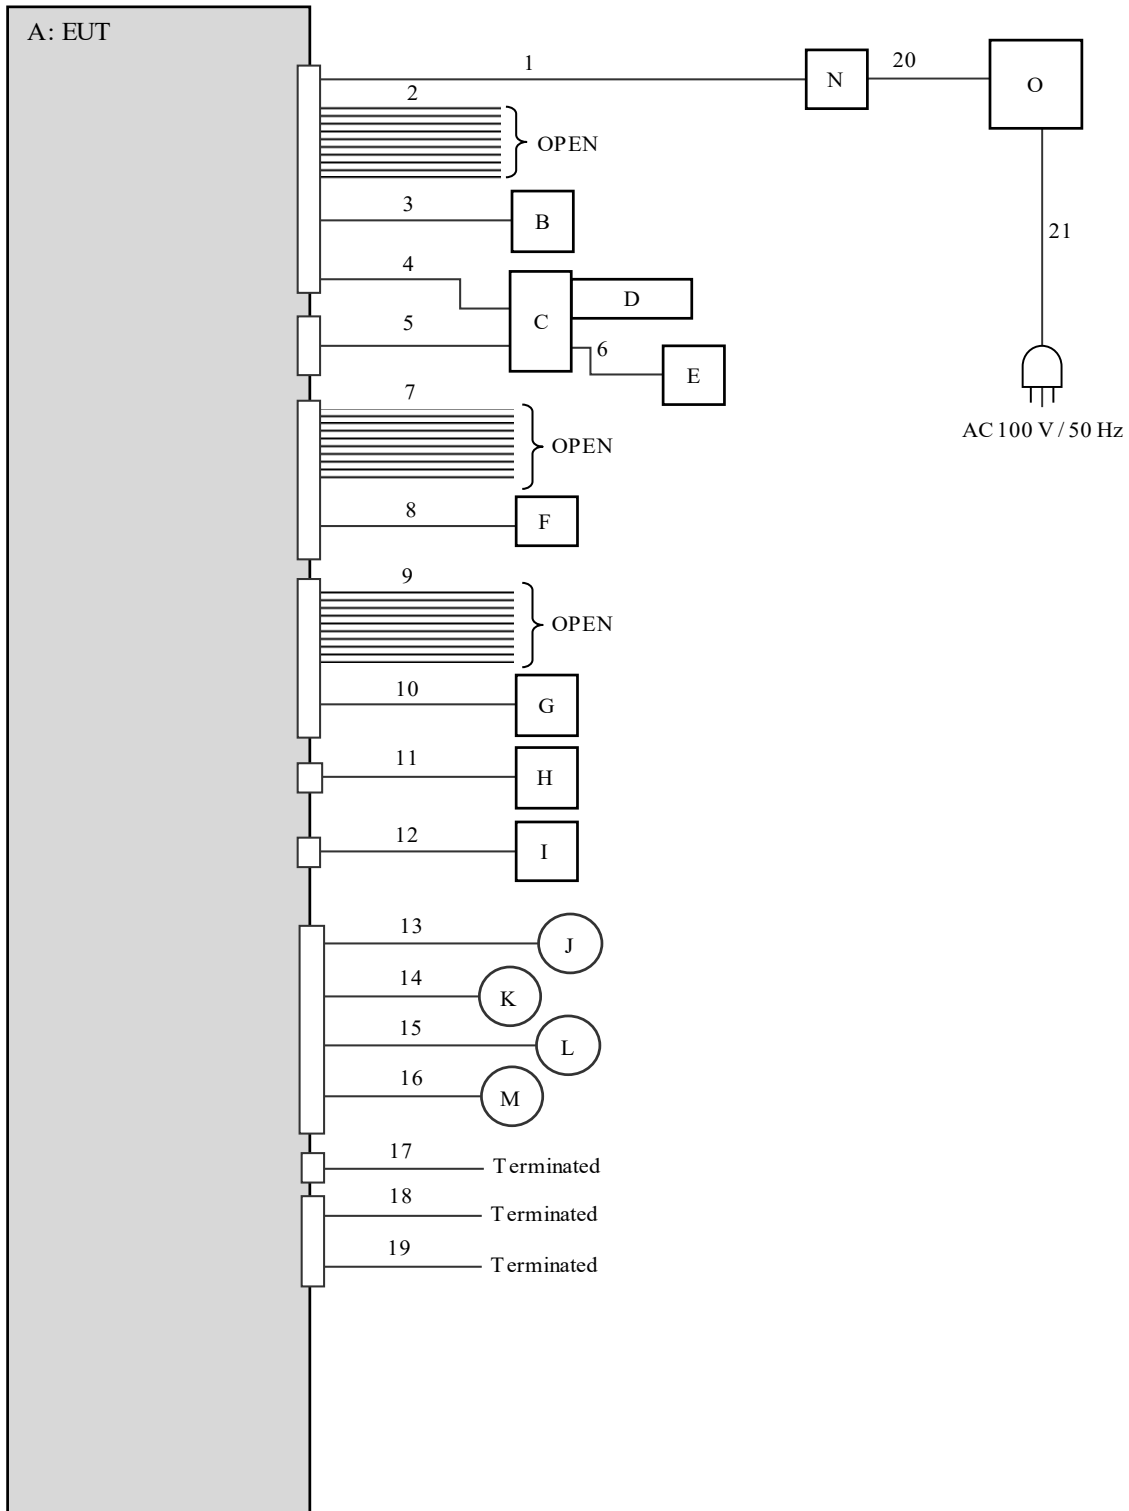 A: EUT
1
N
20
O
2
OPEN
3
B
21
4
C
D
5
6
E
7
OPEN
AC 100 V / 50 Hz
8
F
9
OPEN
10
G
11
H
12
I
13
J
14
K
15
L
16
M
17
Terminated
18
Terminated
19
Terminated